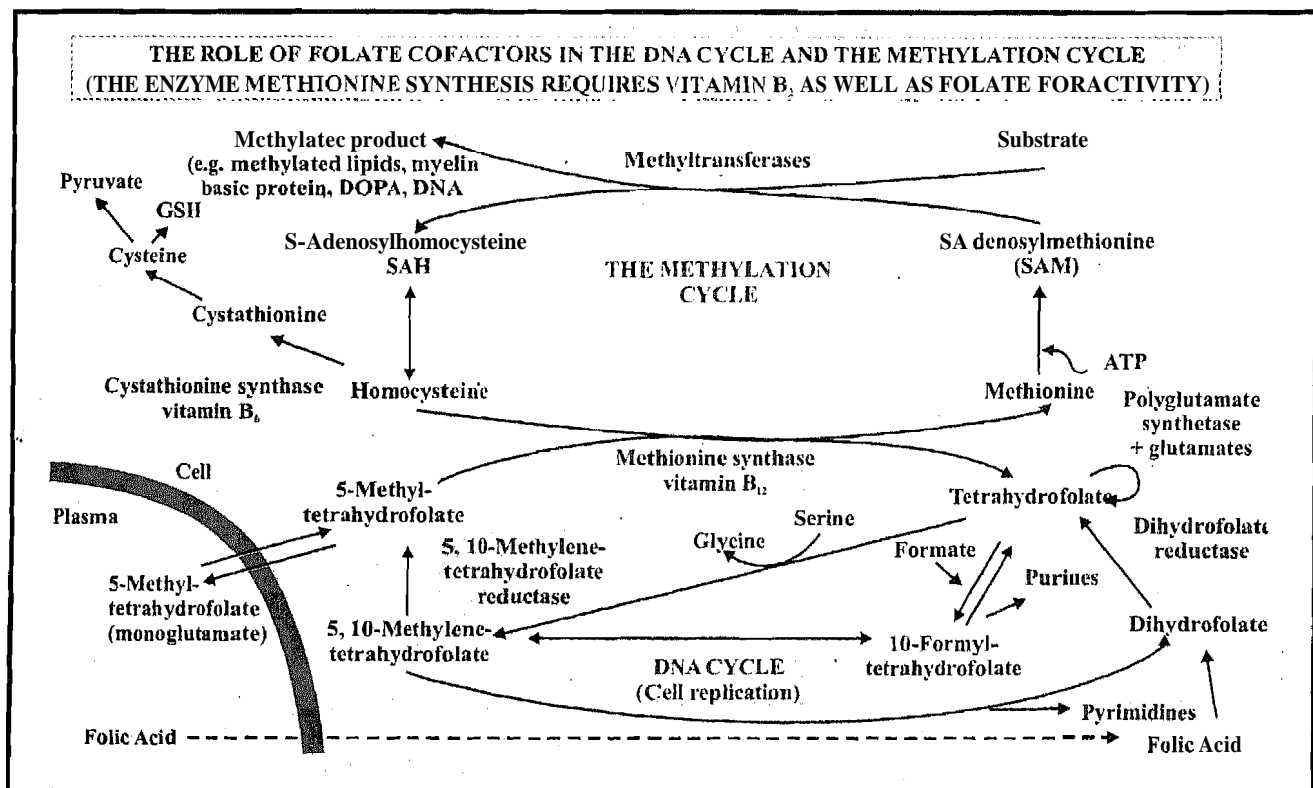 THE ROLE OF FOLATE COFACTORS IN THE DNA CYCLE AND THE METHYLATION CYCLE
(THE ENZYME METHIONINE SYNTHESIS REQUIRES VITAMIN B, AS WELL AS FOLATE FORACTIVITY)
Mcthylatec product
(e.g. methylated lipids, myelin
basic protein, DOPA, DNA
Methyltransferases
Substrate
Pyruvate
GSH
Cysteine
S-Adenosylhomocysteine
SAH
THE METHYLATION
CYCLE
SA denosylmethionine
(SAM)
Cystathionine
ATP
Cystathionine synthase
vitamin B6
Homocysteine
Methionine
Polyglutamate
synthetase
+ glutamates
Methionine synthase
vitamin B12
Cell
Plasma
5-Methyl-
tetrahydrofolate
Tetrahydrofolate
Serine
Glycine
Formate
Dihydrofolate
reductase
5, 10-Methylene-
tetrahydrofolate
reductase
Purines
5-Methyl-
tetrahydrofolate
(monoglutamate)
5, 10-Methylene-
tetrahydrofolate
10-Formyl-
tetrahydrofolate
Dihydrofolate
DNA CYCLE
(Cell replication)
Pyrimidines
Folic Acid
Folic Acid